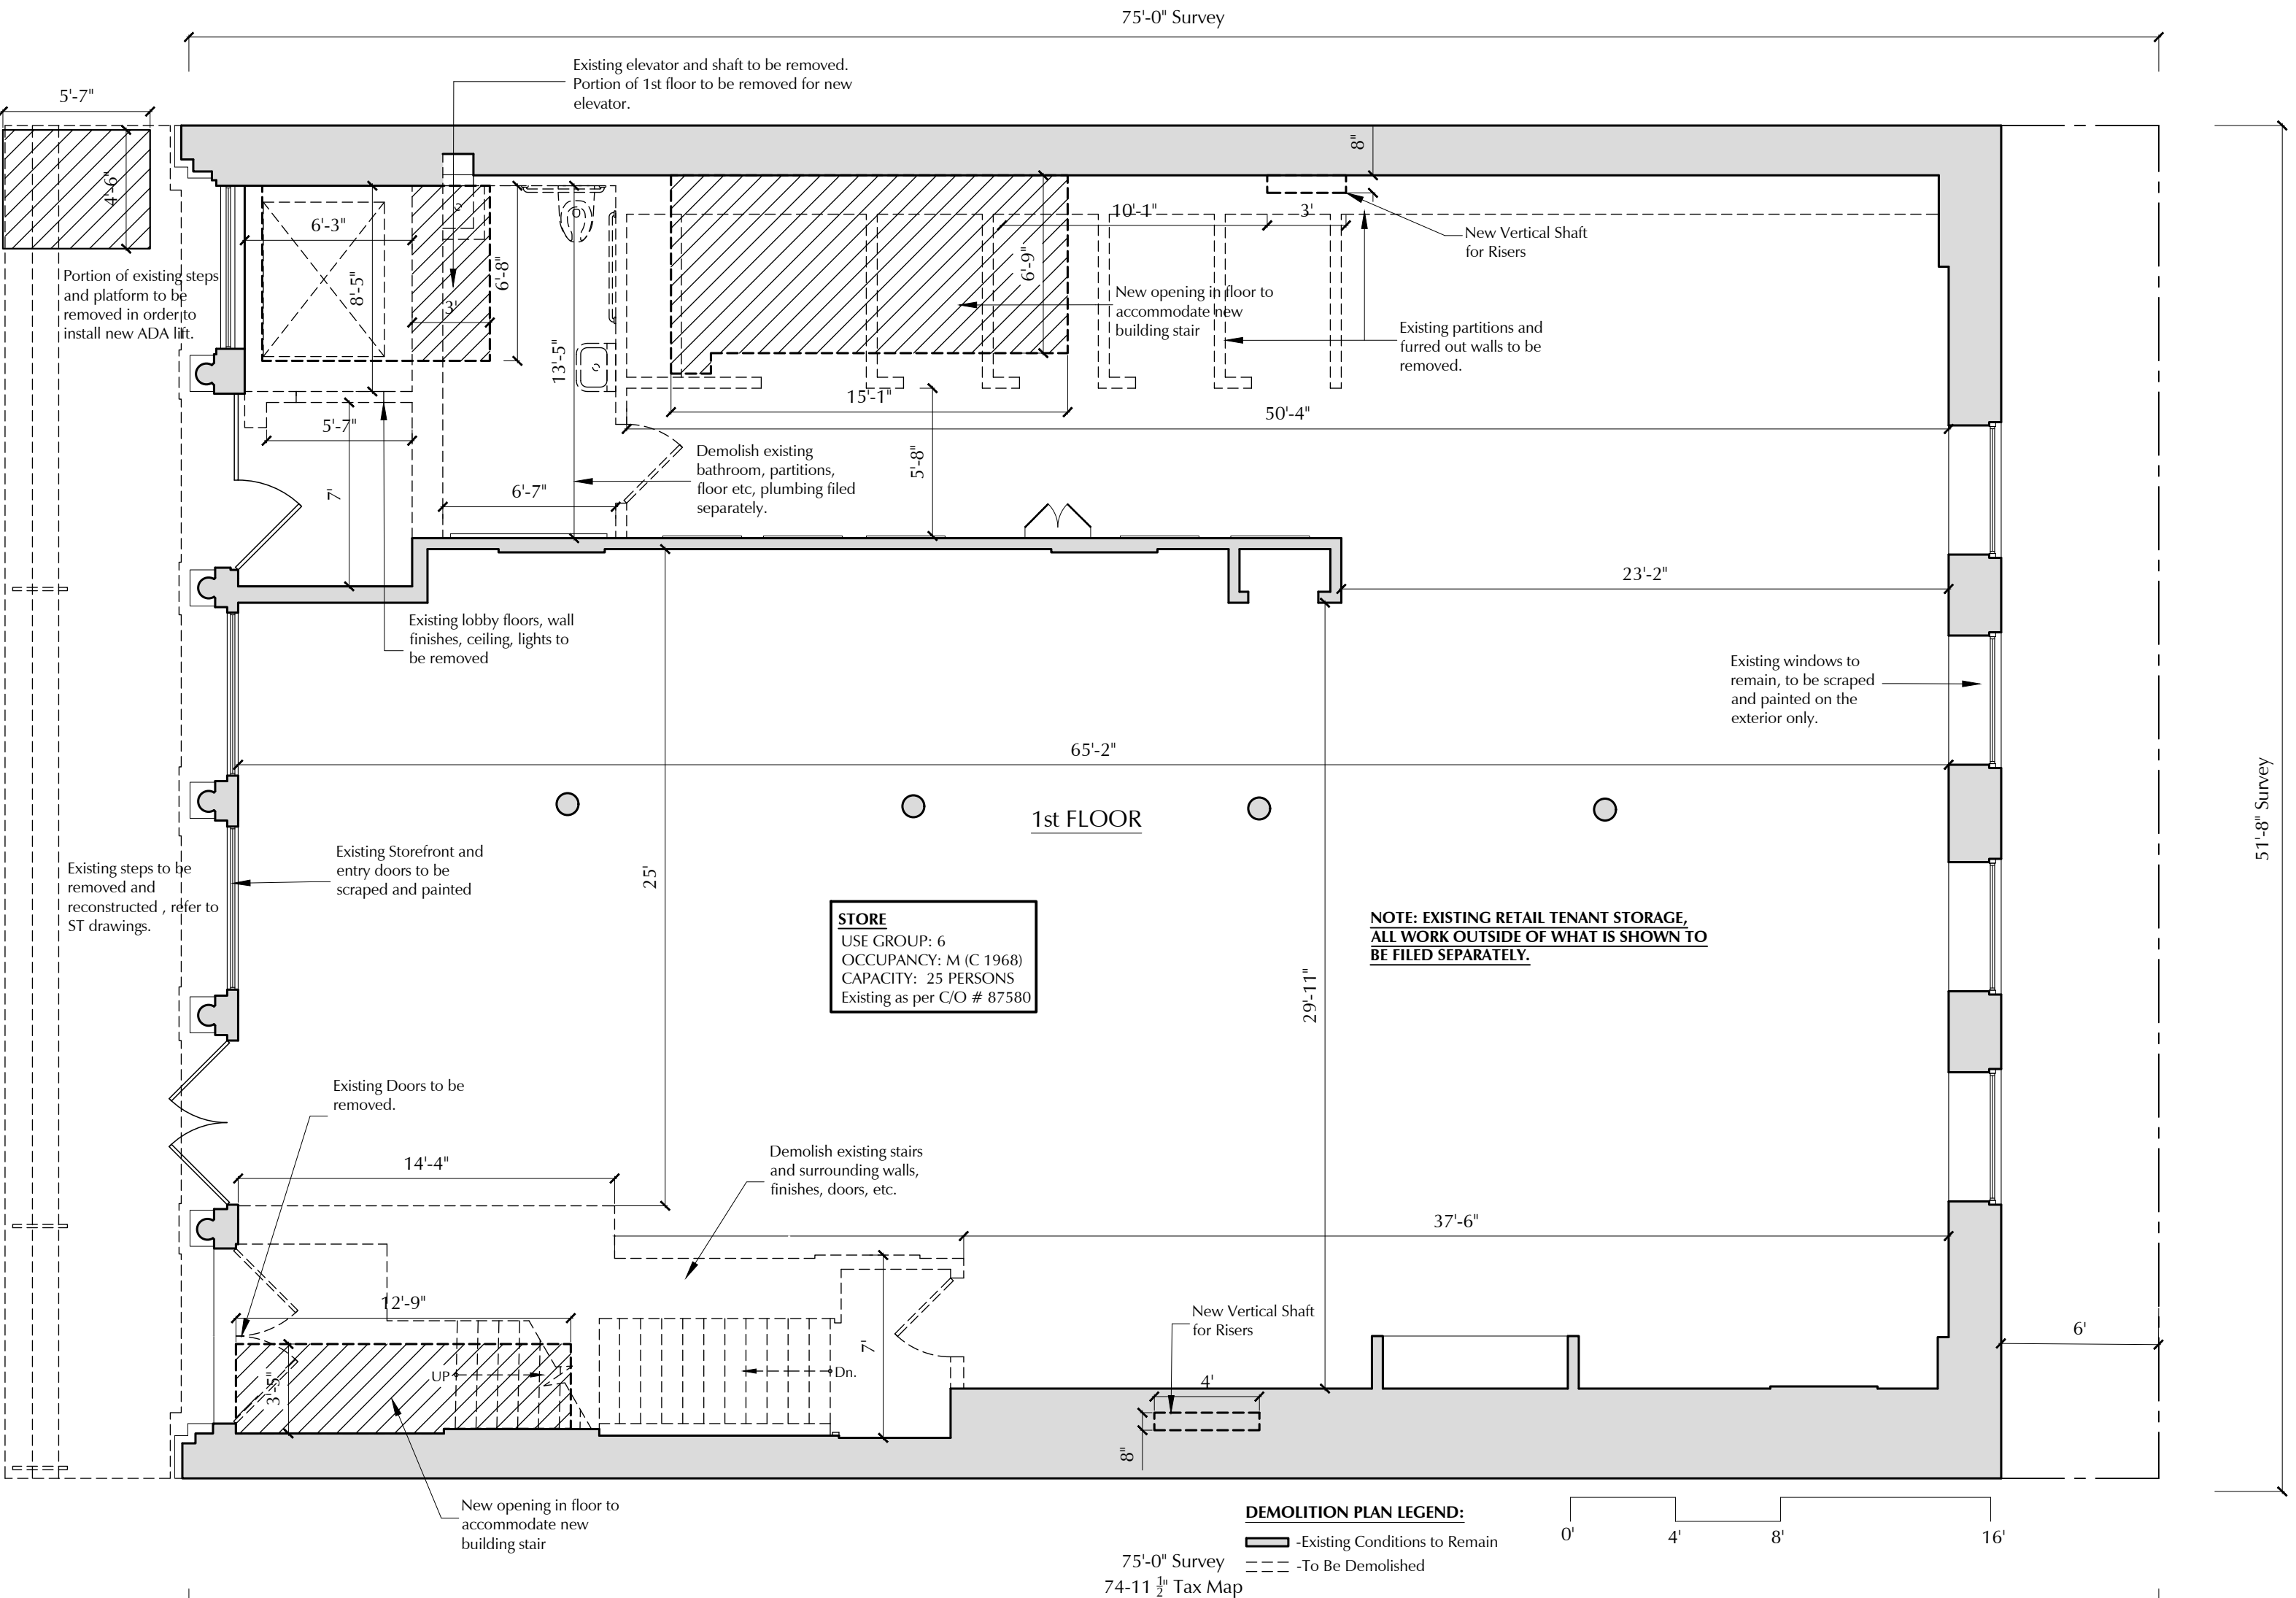 75'-0" Survey
Existing elevator and shaft to be removed.
Portion of 1st floor to be removed for new
elevator.
5'-7"
4'-6"
8"
6'-3"
8'-5"
3'
6'-8"
13'-5"
10'-1"
3'
6'-9"
New Vertical Shaft
for Risers
Portion of existing steps
and platform to be
removed in order to
install new ADA lift.
New opening in floor to
accommodate new
building stair
Existing partitions and
furred out walls to be
removed.
15'-1"
50'-4"
5'-7"
7'
6'-7"
5'-8"
Demolish existing
bathroom, partitions,
floor etc, plumbing filed
separately.
23'-2"
Existing lobby floors, wall
finishes, ceiling, lights to
be removed
Existing windows to
remain, to be scraped
and painted on the
exterior only.
65'-2"
1st FLOOR
51'-8" Survey
25'
Existing Storefront and
entry doors to be
scraped and painted
Existing steps to be
removed and
reconstructed , refer to
ST drawings.
STORE
USE GROUP: 6
OCCUPANCY: M (C 1968)
CAPACITY: 25 PERSONS
Existing as per C/O # 87580
NOTE: EXISTING RETAIL TENANT STORAGE,
ALL WORK OUTSIDE OF WHAT IS SHOWN TO
BE FILED SEPARATELY.
29'-11"
Existing Doors to be
removed.
14'-4"
Demolish existing stairs
and surrounding walls,
finishes, doors, etc.
37'-6"
12'-9"
3'-5"
UP
Dn.
7'
New Vertical Shaft
for Risers
4'
8"
6'
New opening in floor to
accommodate new
building stair
DEMOLITION PLAN LEGEND:
-Existing Conditions to Remain
-To Be Demolished
0' 4' 8' 16'
75'-0" Survey
74-11 1/2" Tax Map